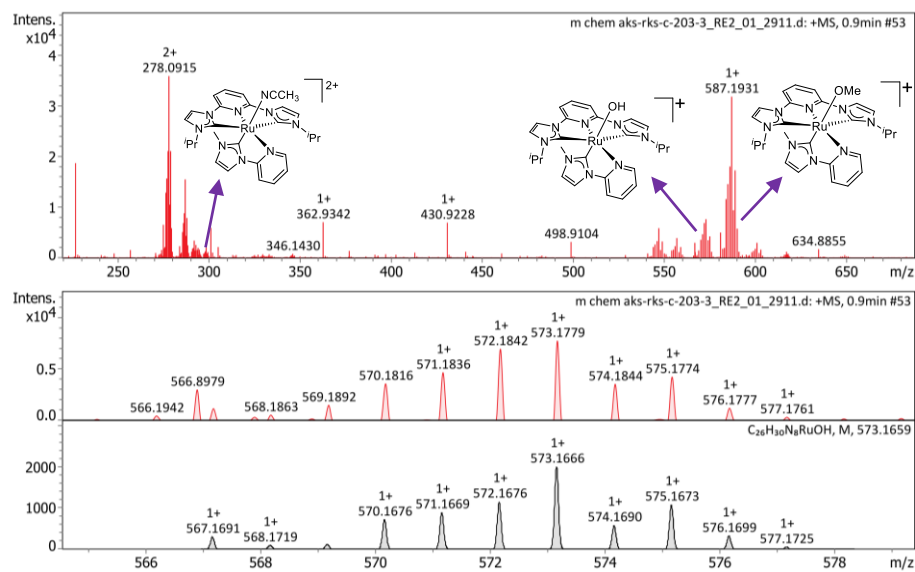 Intens.
x10⁴
m chem aks-rks-c-203-3_RE2_01_2911.d: +MS, 0.9min #53
4
3
2
1
0
2+
278.0915
1+
362.9342
346.1430
1+
430.9228
498.9104
1+
587.1931
634.8855
N
N
N
NCCH₃
N
N
Ru
ⁱPr
ⁱPr
N
N
N
2+
N
N
N
OH
N
N
Ru
ⁱPr
ⁱPr
N
N
N
+
N
N
N
OMe
N
N
Ru
ⁱPr
ⁱPr
N
N
N
+
250 300 350 400 450 500 550 600 650 m/z
Intens.
x10⁴
m chem aks-rks-c-203-3_RE2_01_2911.d: +MS, 0.9min #53
1.0
0.5
0.0
566.1942
566.8979
568.1863
569.1892
570.1816
1+
571.1836
1+
572.1842
1+
573.1779
1+
574.1844
1+
575.1774
1+
576.1777
1+
577.1761
C₂₆H₃₀N₈RuOH, M, 573.1659
2000
1000
0
1+
567.1691
1+
568.1719
1+
570.1676
1+
571.1669
1+
572.1676
1+
573.1666
1+
574.1690
1+
575.1673
1+
576.1699
1+
577.1725
566 568 570 572 574 576 578 m/z